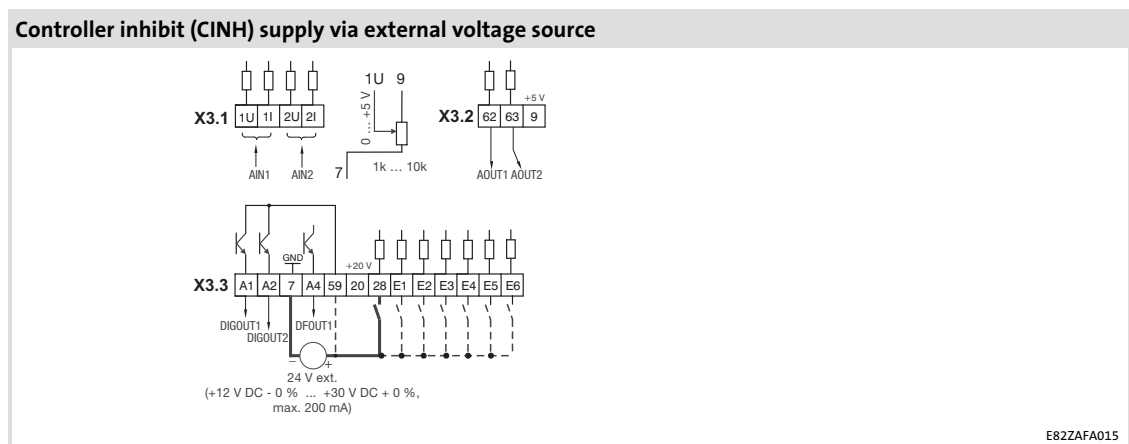 Controller inhibit (CINH) supply via external voltage source
1U 9
0 ... +5 V
+5 V
X3.1 1U 1I 2U 2I
X3.2 62 63 9
AIN1 AIN2
7
1k ... 10k
AOUT1 AOUT2
GND
+20 V
X3.3 A1 A2 7 A4 59 20 28 E1 E2 E3 E4 E5 E6
DIGOUT1
DIGOUT2
DFOUT1
– +
24 V ext.
(+12 V DC - 0 % ... +30 V DC + 0 %,
max. 200 mA)
E82ZAFA015